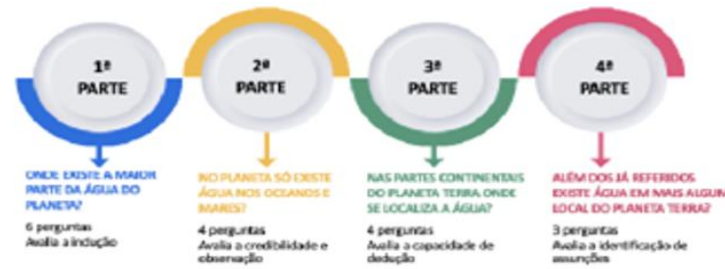 1ª
PARTE
2ª
PARTE
3ª
PARTE
4ª
PARTE
ONDE EXISTE A MAIOR
PARTE DA ÁGUA DO
PLANETA?
6 perguntas
Avalia a indução
NO PLANETA SÓ EXISTE
ÁGUA NOS OCEANOS E
MARES?
4 perguntas
Avalia a credibilidade e
observação
NAS PARTES CONTINENTAIS
DO PLANETA TERRA ONDE
SE LOCALIZA A ÁGUA?
4 perguntas
Avalia a capacidade de
dedução
ALÉM DOS JÁ REFERIDOS
EXISTE ÁGUA EM MAIS ALGUM
LOCAL DO PLANETA TERRA?
3 perguntas
Avalia a identificação de
assunções